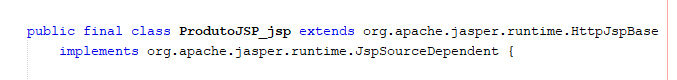 public final class ProdutoJSP_jsp extends org.apache.jasper.runtime.HttpJspBase
implements org.apache.jasper.runtime.JspSourceDependent {